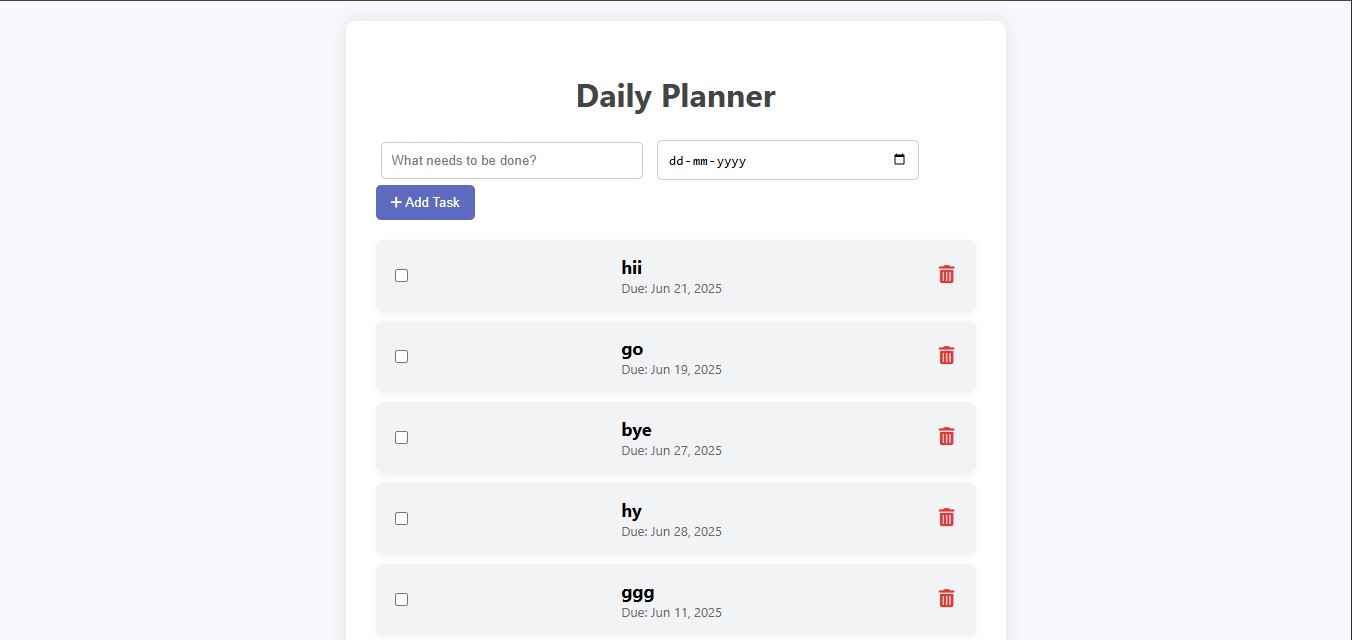 Daily Planner
What needs to be done?
dd-mm-yyyy
Add Task
hii
Due: Jun 21, 2025
go
Due: Jun 19, 2025
bye
Due: Jun 27, 2025
hy
Due: Jun 28, 2025
ggg
Due: Jun 11, 2025